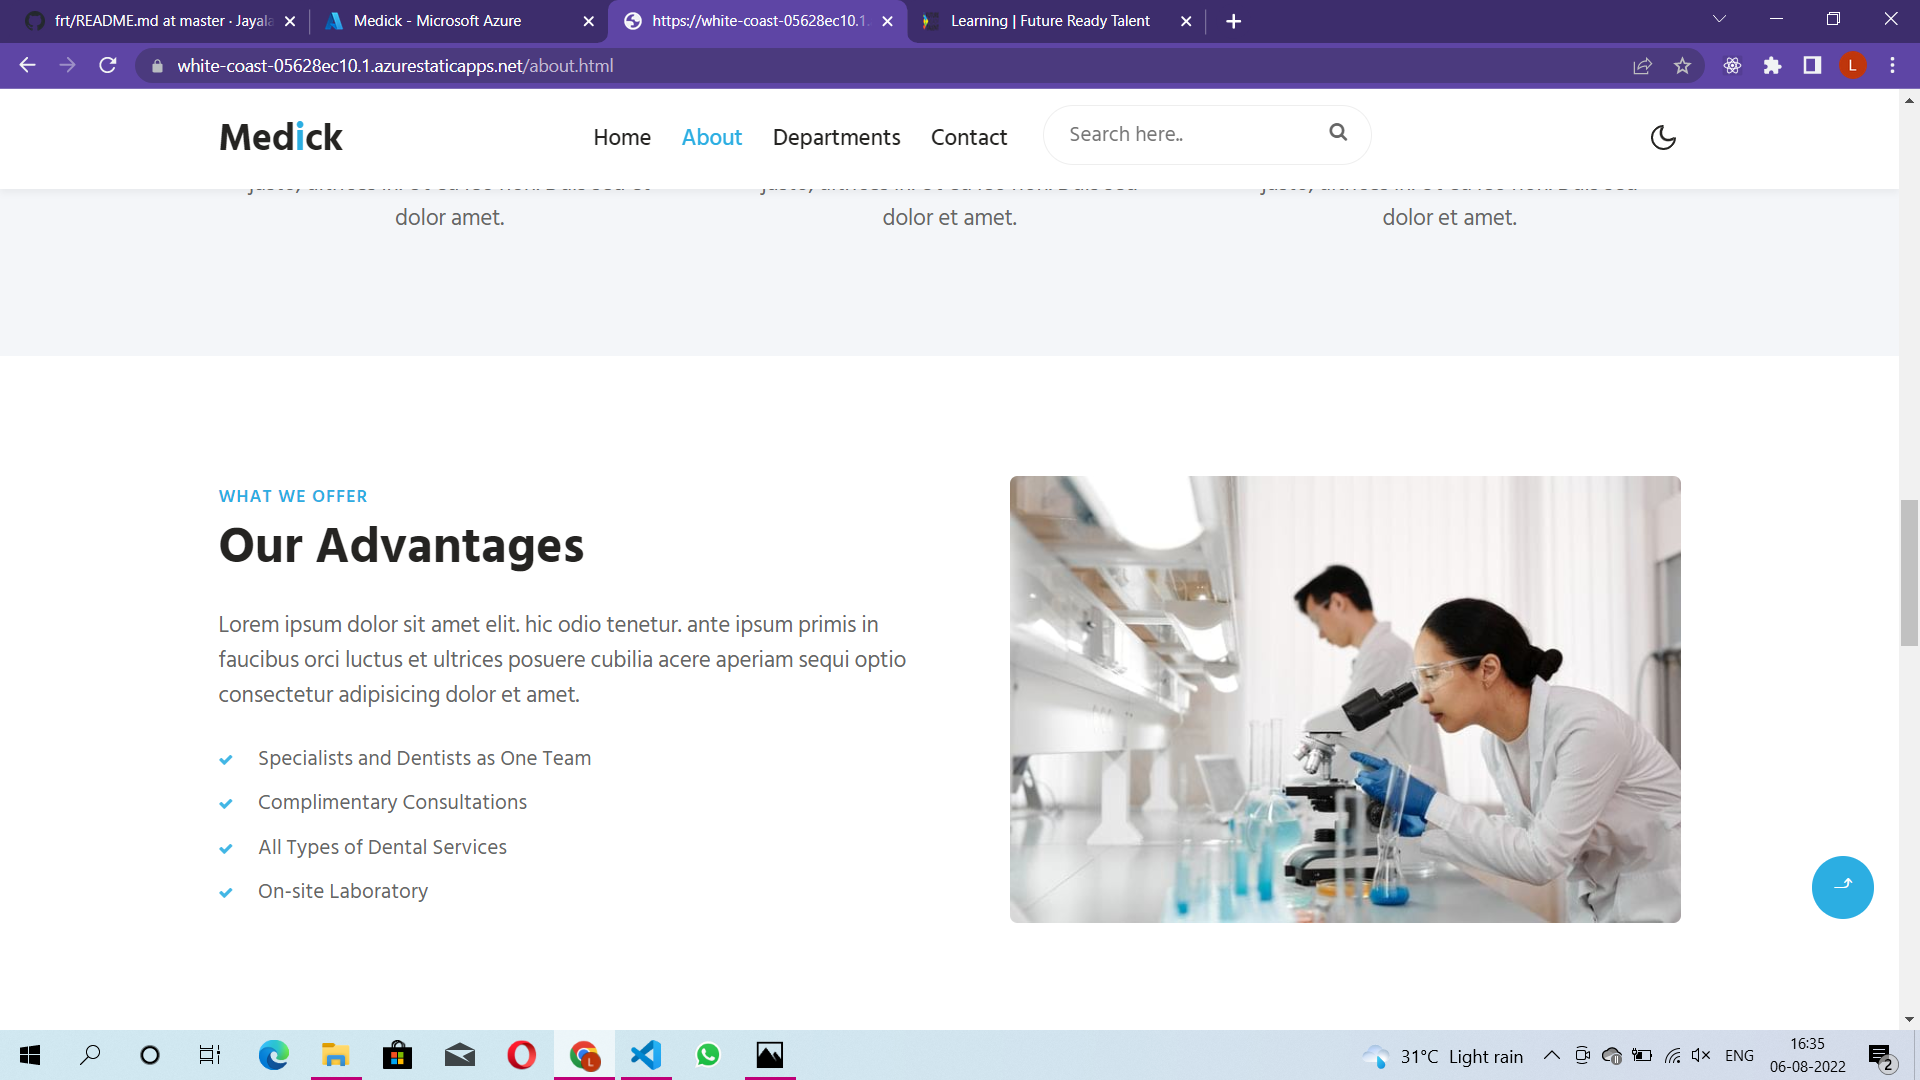 frt/README.md at master · Jayala
Medick - Microsoft Azure
https://white-coast-05628ec10.1.
Learning | Future Ready Talent
white-coast-05628ec10.1.azurestaticapps.net/about.html
L
Medick
Home
About
Departments
Contact
Search here..
dolor amet.
dolor et amet.
dolor et amet.
WHAT WE OFFER
Our Advantages
Lorem ipsum dolor sit amet elit. hic odio tenetur. ante ipsum primis in
faucibus orci luctus et ultrices posuere cubilia acere aperiam sequi optio
consectetur adipisicing dolor et amet.
Specialists and Dentists as One Team
Complimentary Consultations
All Types of Dental Services
On-site Laboratory
L
31°C Light rain
ENG
16:35
06-08-2022
2